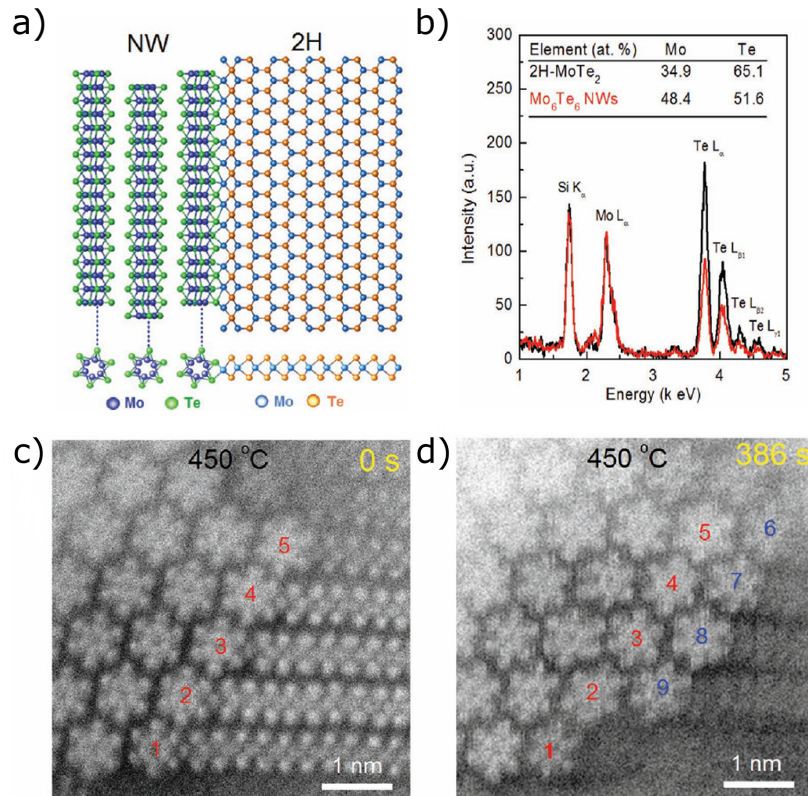 a)
NW 2H
Mo Te Mo Te
b)
Intensity (a.u.)
300
250
200
150
100
50
0
Element (at. %) Mo Te
2H-MoTe₂ 34.9 65.1
Mo₆Te₆ NWs 48.4 51.6
Si Kα
Mo Lα
Te Lα
Te Lβ1
Te Lβ2
Te Lγ1
1 2 3 4 5
Energy (k eV)
c)
450 °C 0 s
5
4
3
2
1
1 nm
d)
450 °C 386 s
5 6
4 7
3 8
2 9
1
1 nm